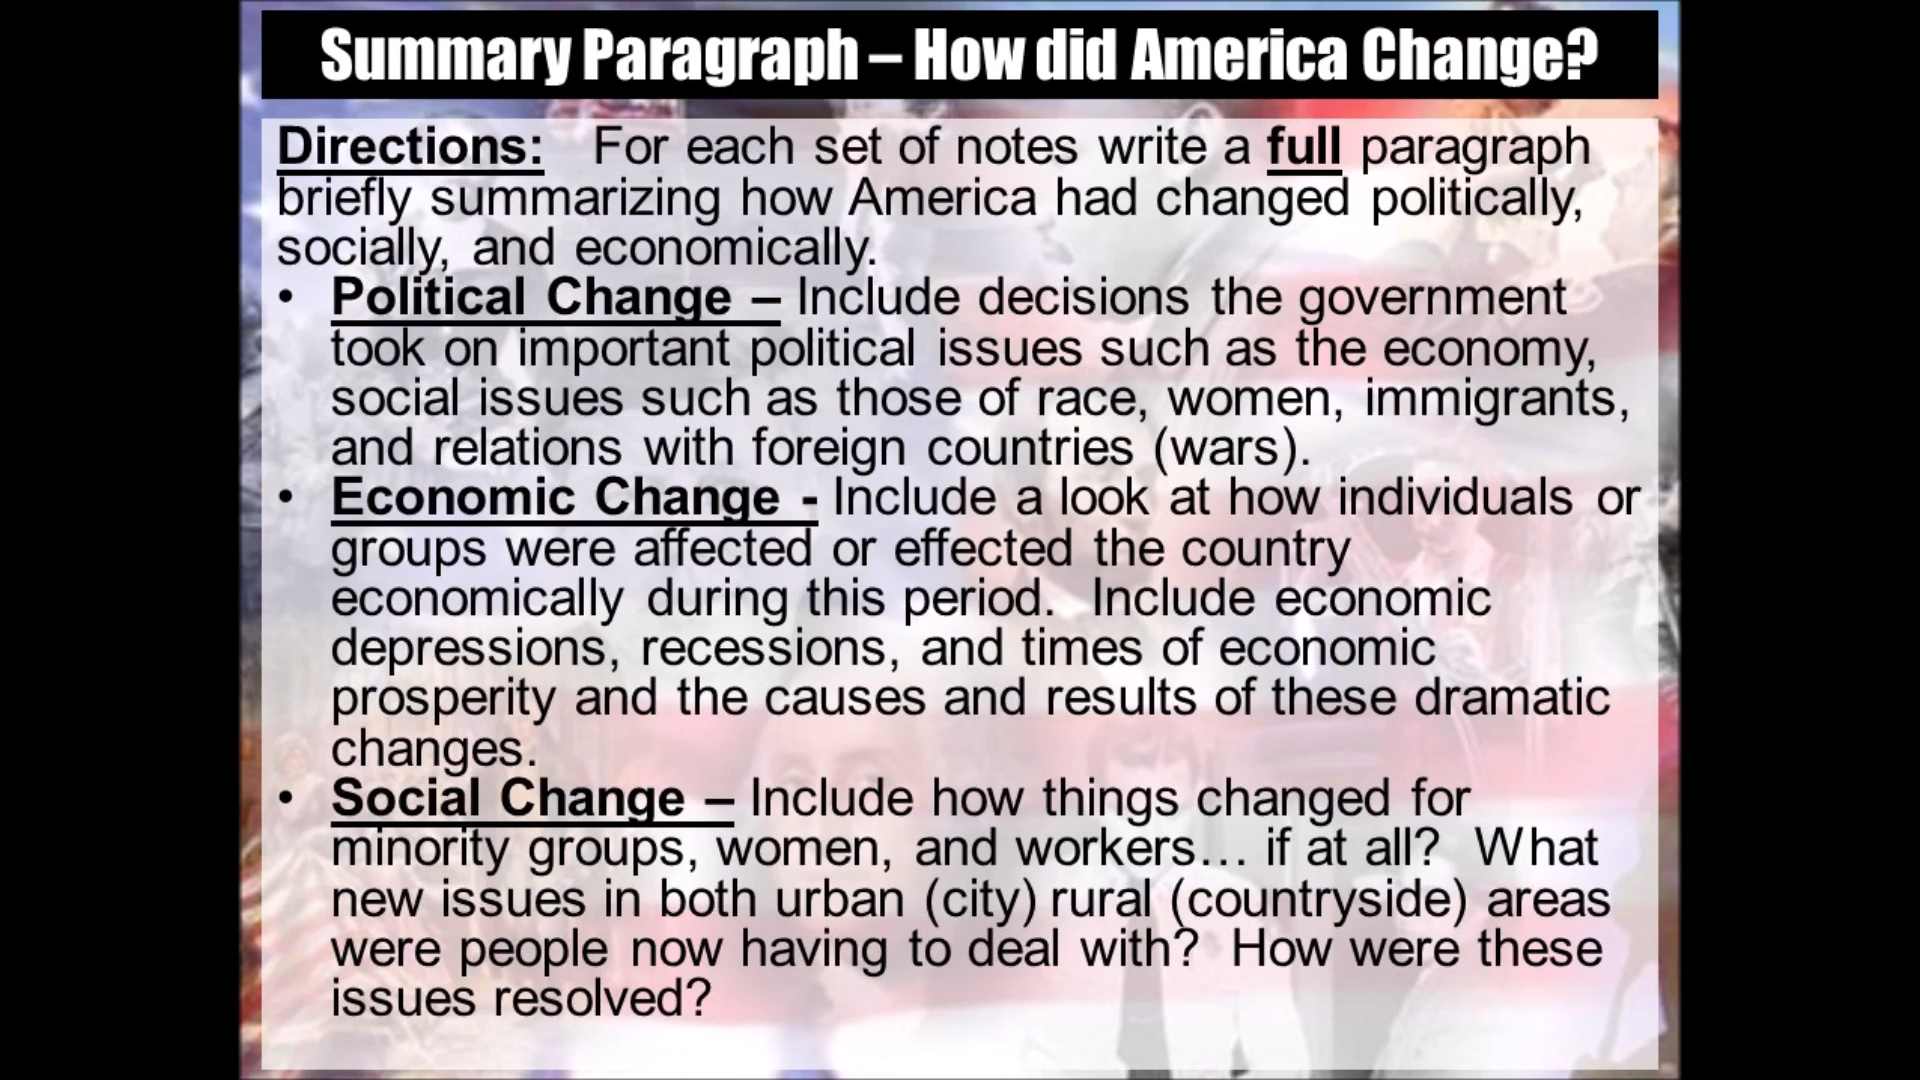 Summary Paragraph – How did America Change?
Directions: For each set of notes write a full paragraph
briefly summarizing how America had changed politically,
socially, and economically.
• Political Change – Include decisions the government
took on important political issues such as the economy,
social issues such as those of race, women, immigrants,
and relations with foreign countries (wars).
• Economic Change - Include a look at how individuals or
groups were affected or effected the country
economically during this period. Include economic
depressions, recessions, and times of economic
prosperity and the causes and results of these dramatic
changes.
• Social Change – Include how things changed for
minority groups, women, and workers… if at all? What
new issues in both urban (city) rural (countryside) areas
were people now having to deal with? How were these
issues resolved?